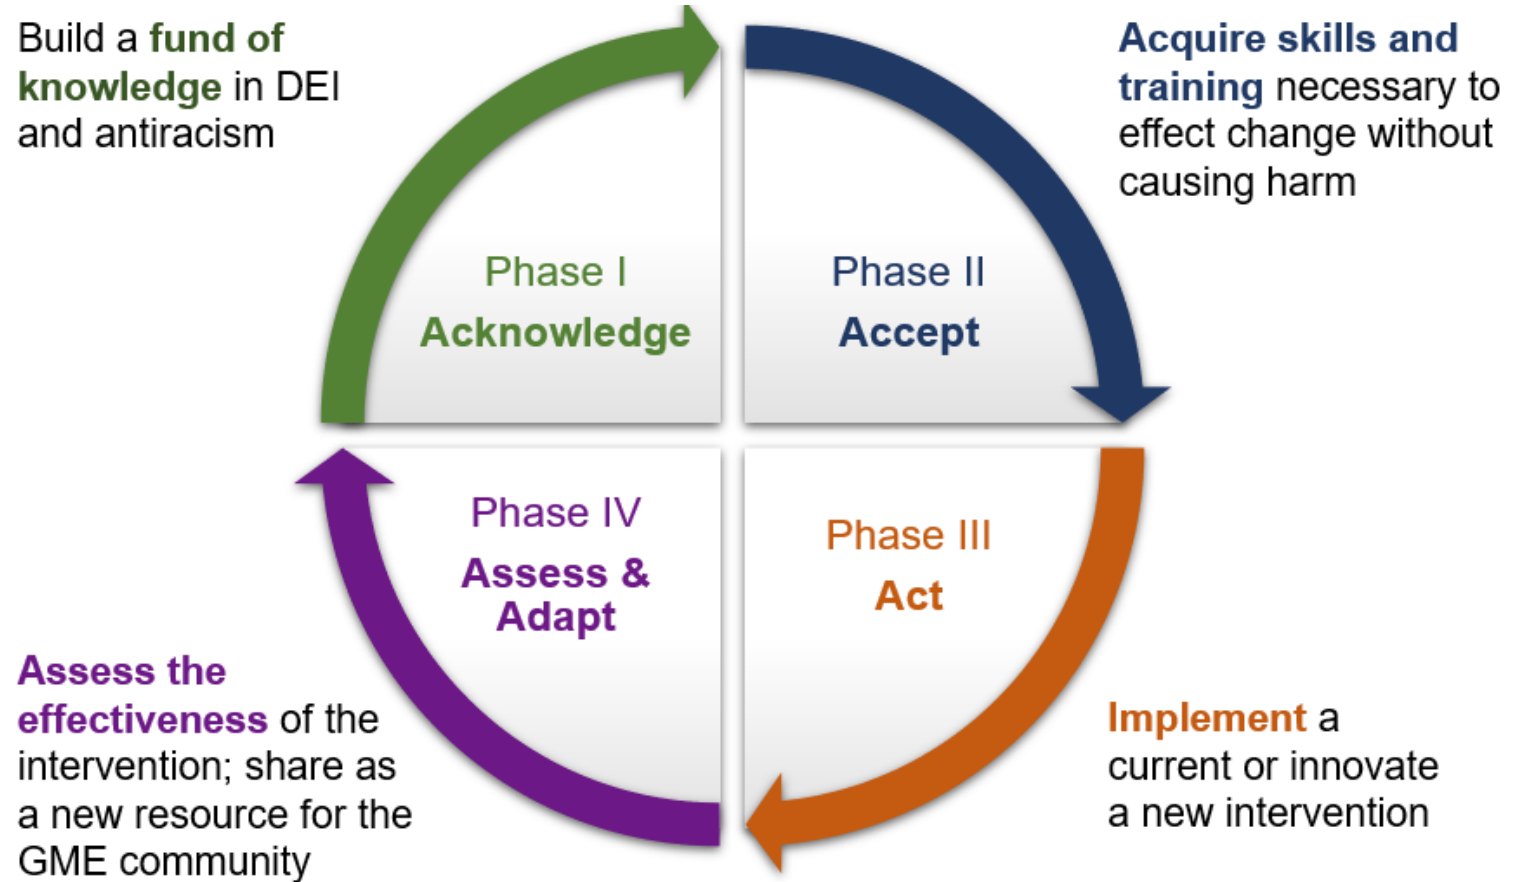 Build a fund of
knowledge in DEI
and antiracism
Acquire skills and
training necessary to
effect change without
causing harm
Phase I
Acknowledge
Phase II
Accept
Phase IV
Assess &
Adapt
Phase III
Act
Assess the
effectiveness of the
intervention; share as
a new resource for the
GME community
Implement a
current or innovate
a new intervention